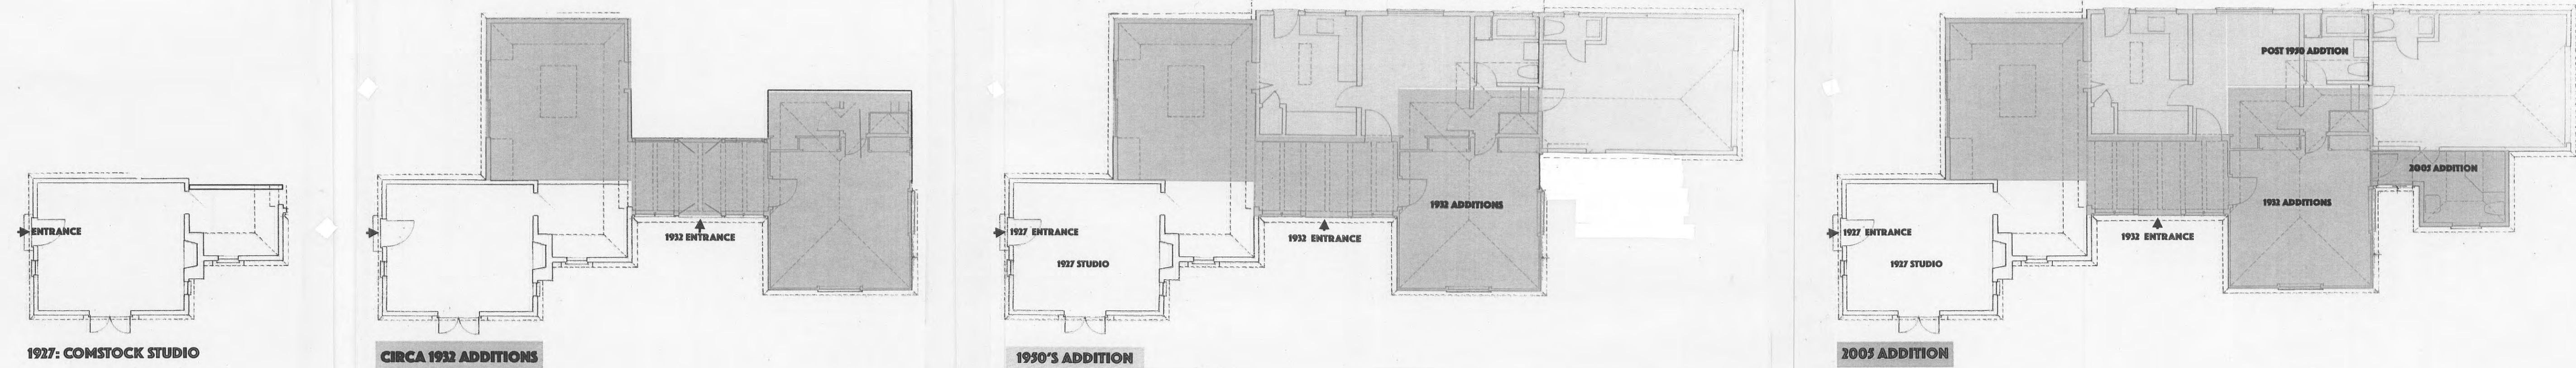 ENTRANCE
1927: COMSTOCK STUDIO
1932 ENTRANCE
CIRCA 1932 ADDITIONS
1932 ADDITIONS
1927 ENTRANCE
1932 ENTRANCE
1927 STUDIO
1950'S ADDITION
POST 1950 ADDTION
2005 ADDITION
1932 ADDITIONS
1927 ENTRANCE
1932 ENTRANCE
1927 STUDIO
2005 ADDITION